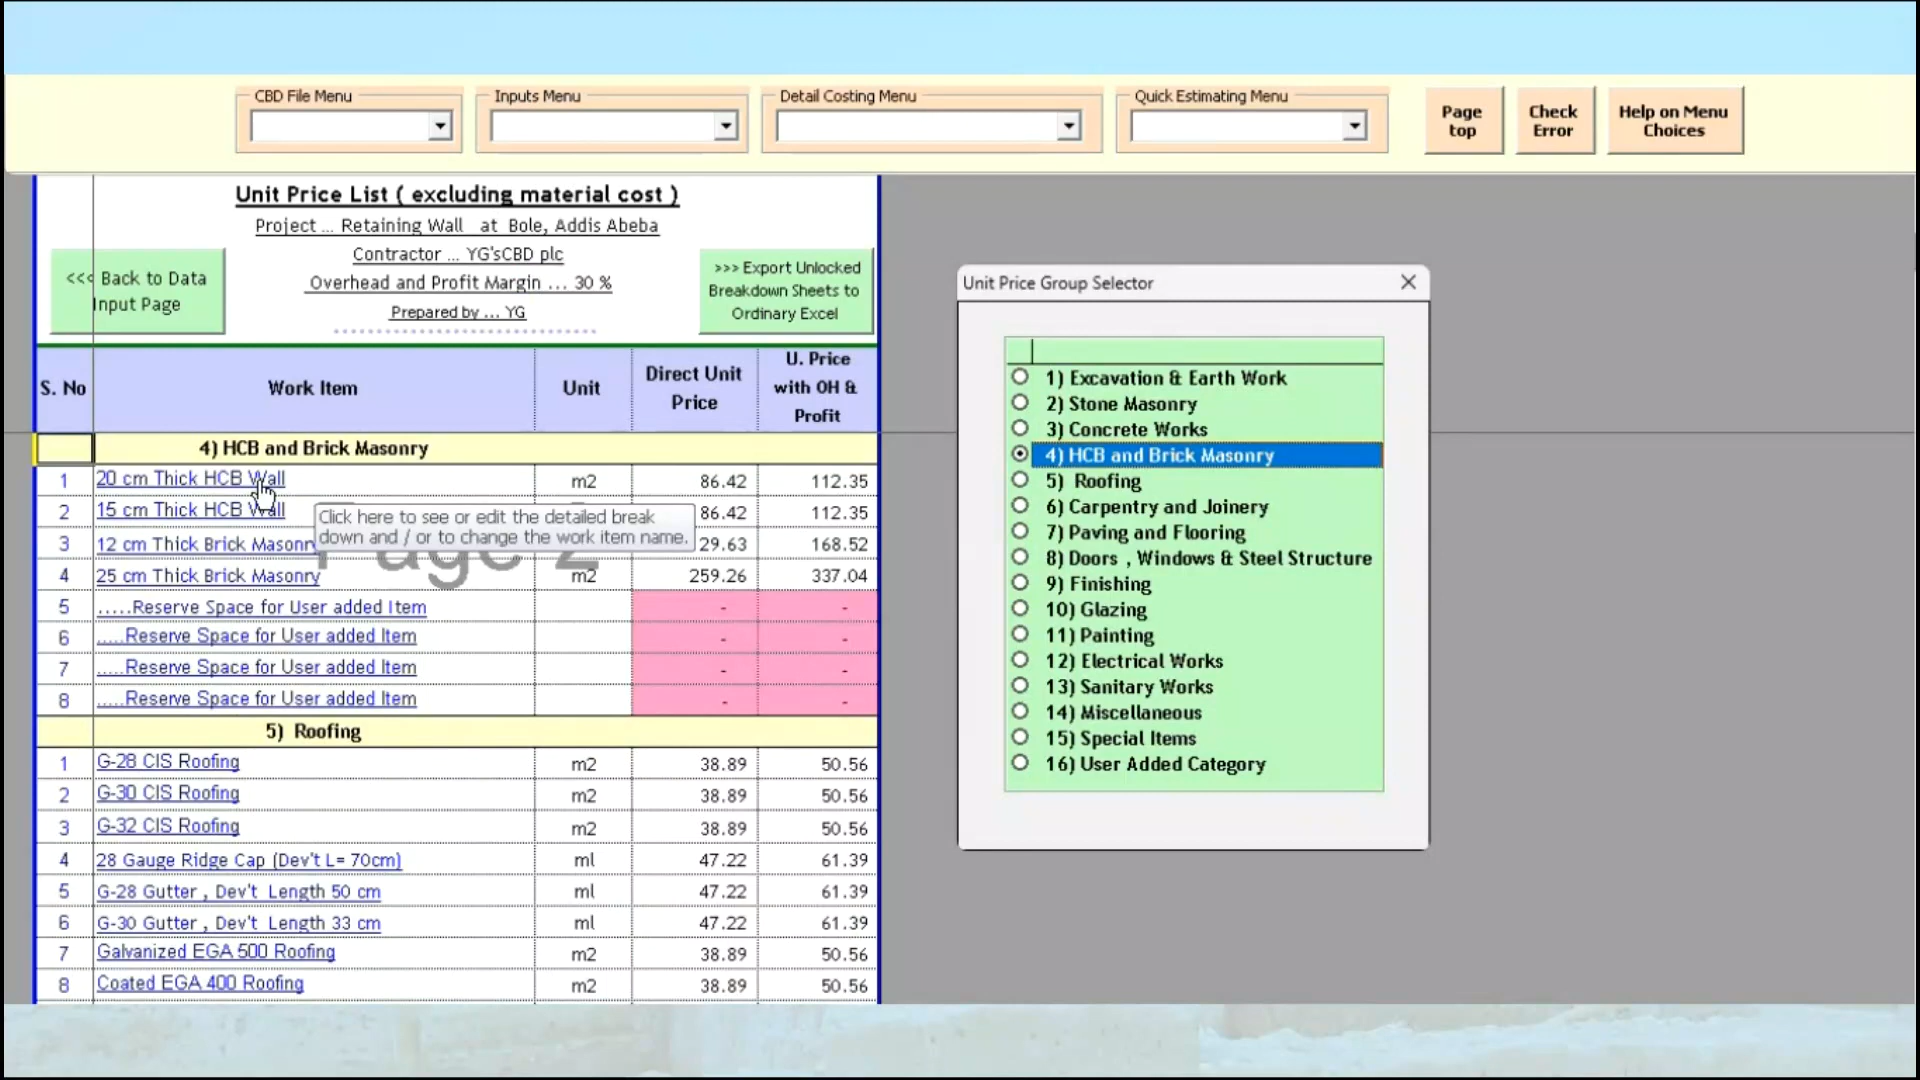 CBD File Menu
Inputs Menu
Detail Costing Menu
Quick Estimating Menu
Page top
Check Error
Help on Menu Choices
Unit Price List ( excluding material cost )
Project ... Retaining Wall at Bole, Addis Abeba
Contractor ... YG'sCBD plc
Overhead and Profit Margin ... 30 %
Prepared by ... YG
<<< Back to Data
Input Page
>>> Export Unlocked
Breakdown Sheets to
Ordinary Excel
S. No Work Item Unit Direct Unit Price U. Price with OH & Profit
4) HCB and Brick Masonry
1 20 cm Thick HCB Wall m2 86.42 112.35
2 15 cm Thick HCB Wall 86.42 112.35
Click here to see or edit the detailed break
down and / or to change the work item name.
3 12 cm Thick Brick Masonry 29.63 168.52
4 25 cm Thick Brick Masonry m2 259.26 337.04
5 .....Reserve Space for User added Item - -
6 .....Reserve Space for User added Item - -
7 .....Reserve Space for User added Item - -
8 .....Reserve Space for User added Item - -
5) Roofing
1 G-28 CIS Roofing m2 38.89 50.56
2 G-30 CIS Roofing m2 38.89 50.56
3 G-32 CIS Roofing m2 38.89 50.56
4 28 Gauge Ridge Cap (Dev't L= 70cm) ml 47.22 61.39
5 G-28 Gutter , Dev't Length 50 cm ml 47.22 61.39
6 G-30 Gutter , Dev't Length 33 cm ml 47.22 61.39
7 Galvanized EGA 500 Roofing m2 38.89 50.56
8 Coated EGA 400 Roofing m2 38.89 50.56
Unit Price Group Selector
1) Excavation & Earth Work
2) Stone Masonry
3) Concrete Works
4) HCB and Brick Masonry
5) Roofing
6) Carpentry and Joinery
7) Paving and Flooring
8) Doors , Windows & Steel Structure
9) Finishing
10) Glazing
11) Painting
12) Electrical Works
13) Sanitary Works
14) Miscellaneous
15) Special Items
16) User Added Category